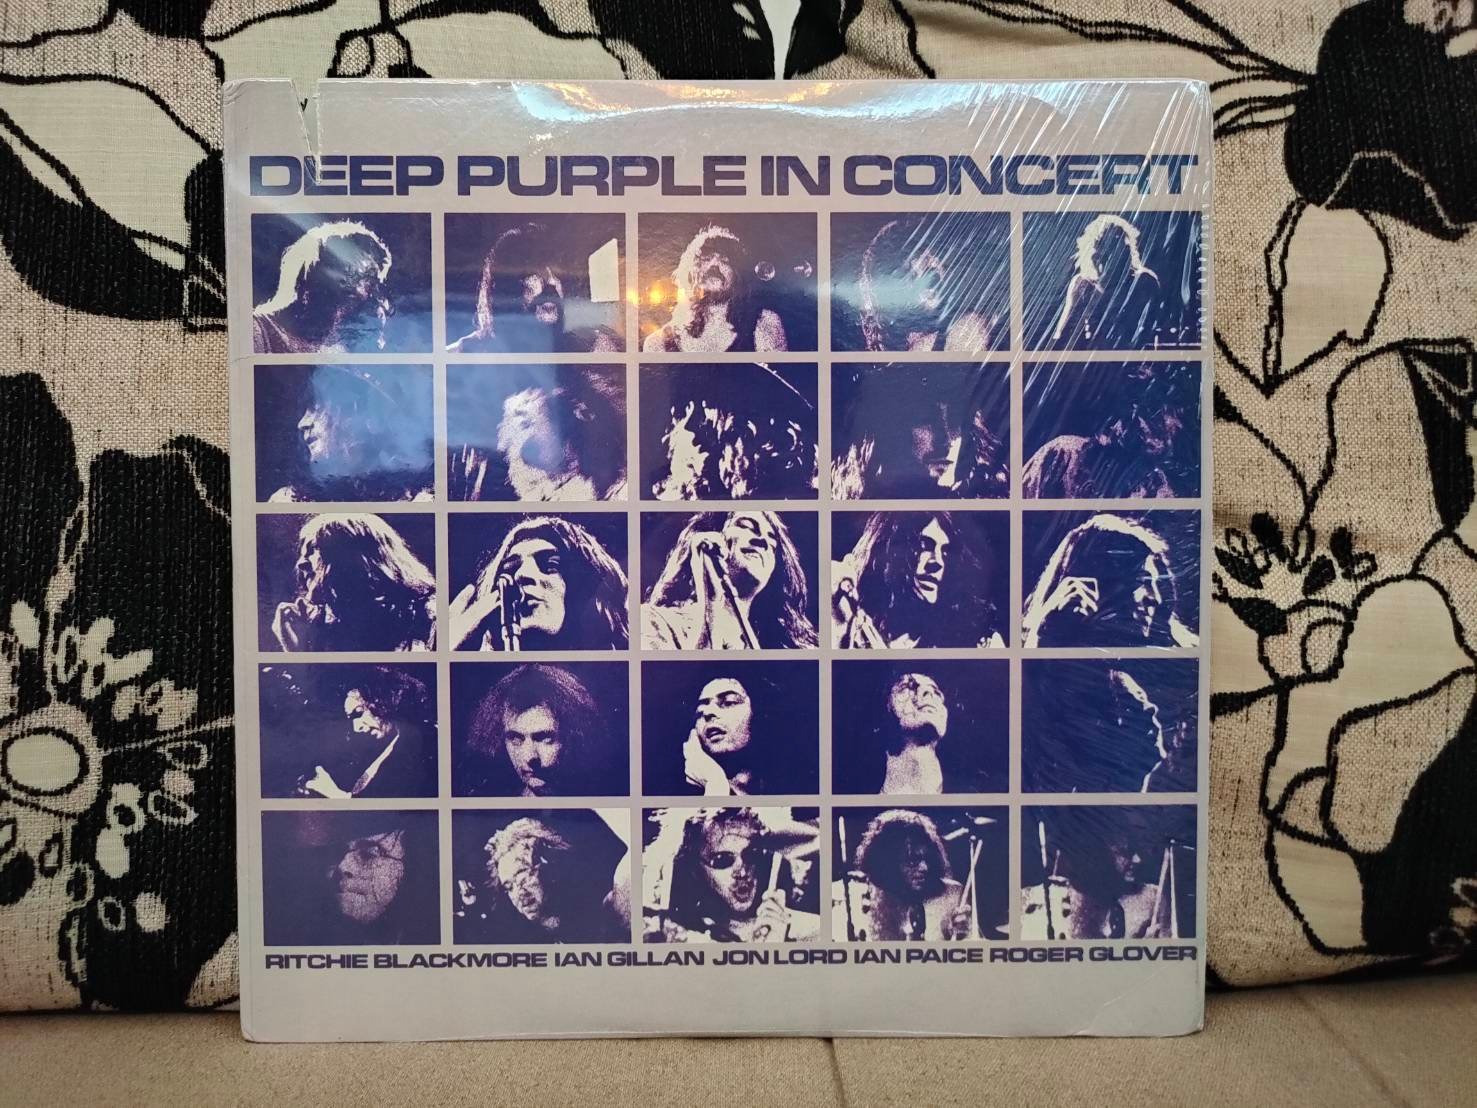 DEEP PURPLE IN CONCERT
RITCHIE BLACKMORE IAN GILLAN JON LORD IAN PAICE ROGER GLOVER